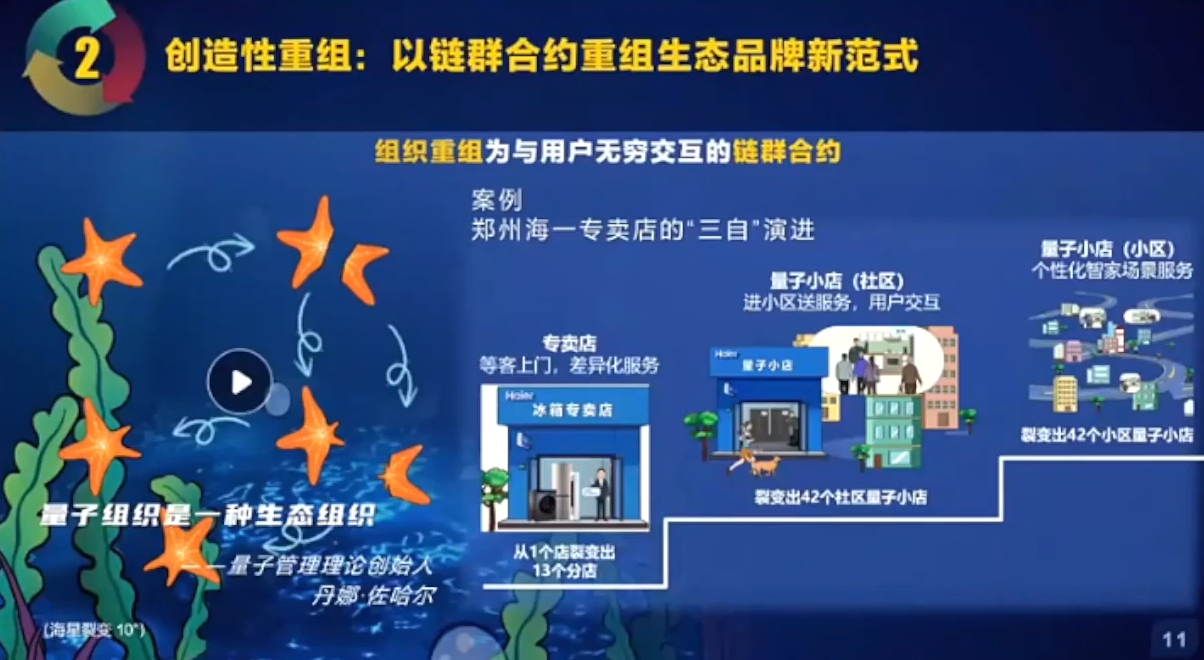 2
创造性重组：以链群合约重组生态品牌新范式
组织重组为与用户无穷交互的链群合约
案例
郑州海一专卖店的“三自”演进
专卖店
等客上门，差异化服务
Haier
冰箱专卖店
从1个店裂变出
13个分店
量子小店（社区）
进小区送服务，用户交互
Haier
量子小店
裂变出42个社区量子小店
量子小店（小区）
个性化智家场景服务
裂变出42个小区量子小店
量子组织是一种生态组织
——量子管理理论创始人
丹娜·佐哈尔
(海星裂变 10")
11